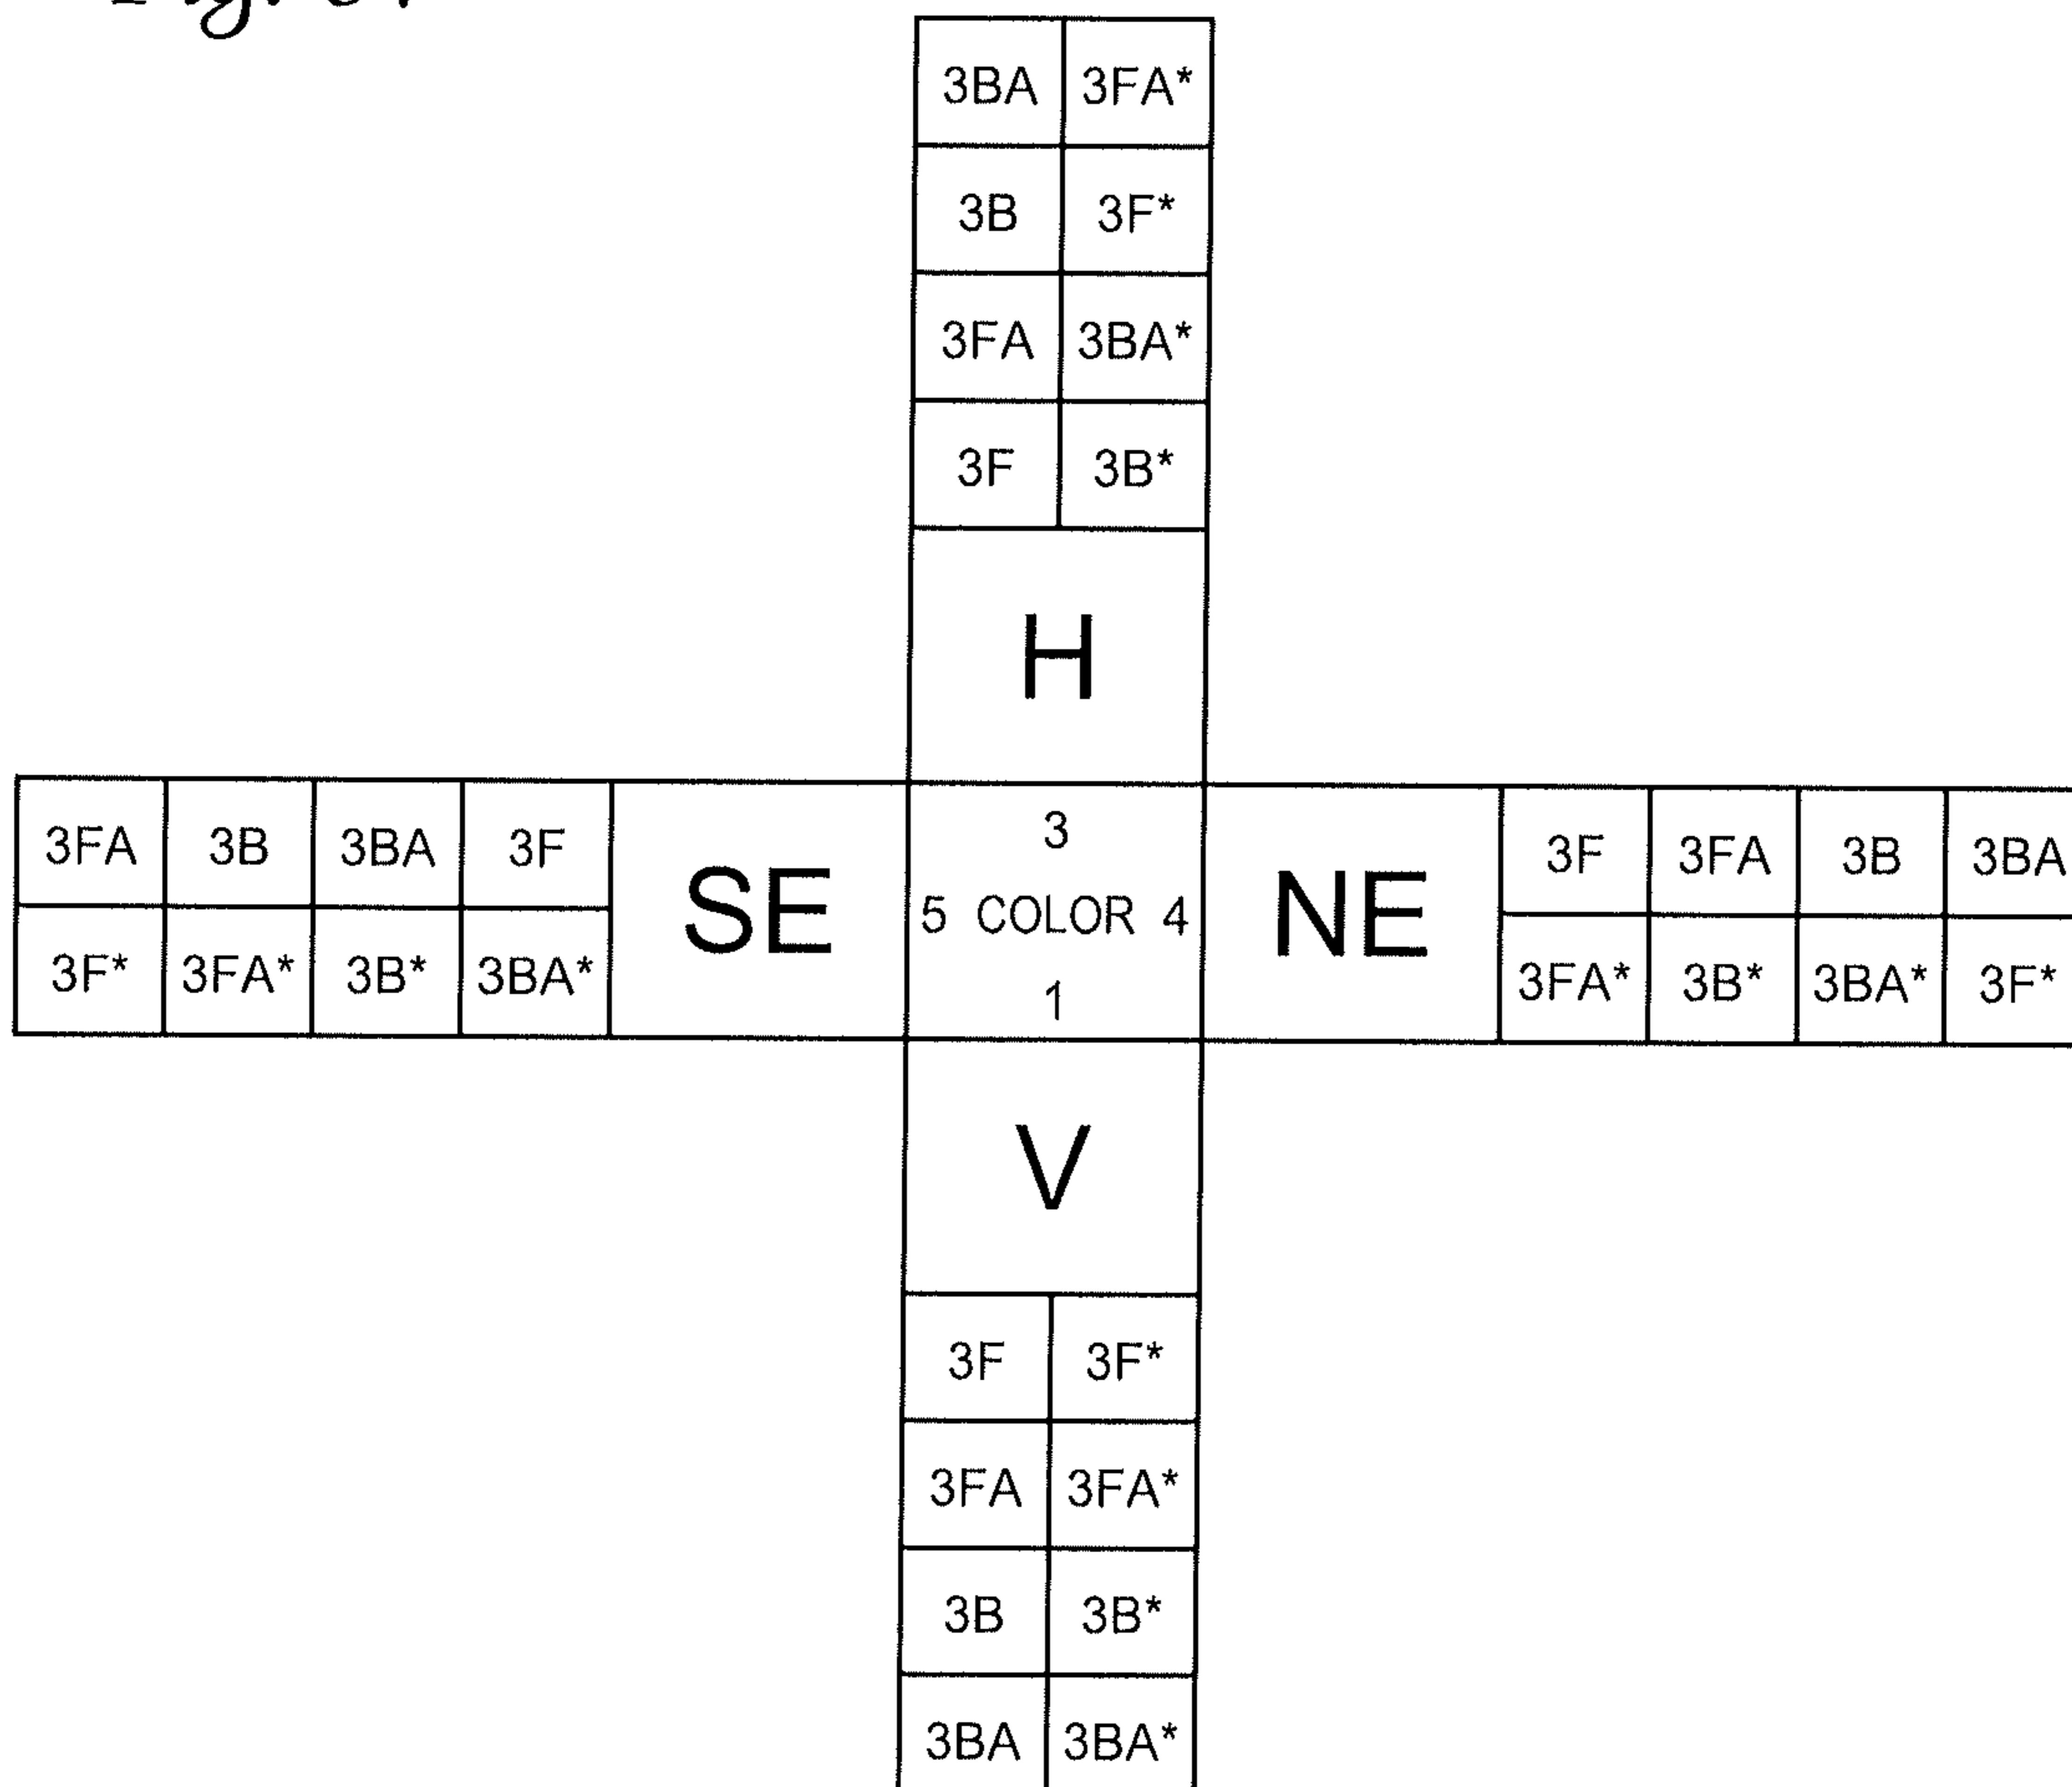 3BA 3FA*
3B 3F*
3FA 3BA*
3F 3B*
H
3FA 3B 3BA 3F
3F* 3FA* 3B* 3BA*
SE
3
5 COLOR 4
1
NE
3F 3FA 3B 3BA
3FA* 3B* 3BA* 3F*
V
3F 3F*
3FA 3FA*
3B 3B*
3BA 3BA*